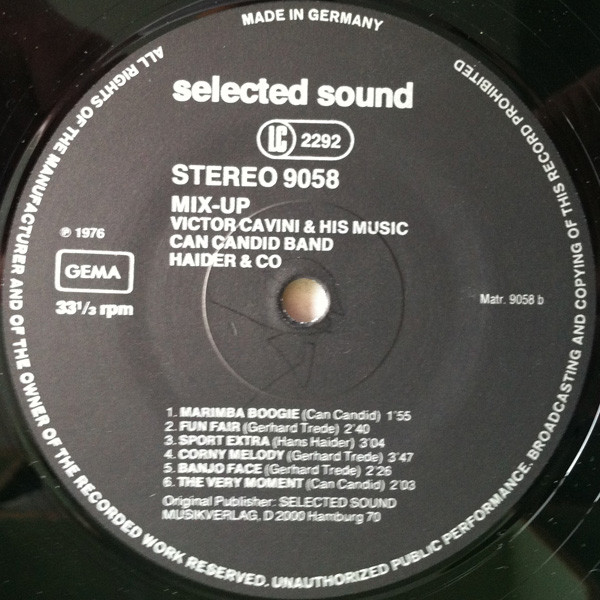 MADE IN GERMANY
ALL RIGHTS OF THE MANUFACTURER AND OF THE OWNER OF THE RECORDED WORK RESERVED. UNAUTHORIZED PUBLIC PERFORMANCE. BROADCASTING AND COPYING OF THIS RECORD PROHIBITED
selected sound
LC 2292
STEREO 9058
MIX-UP
VICTOR CAVINI & HIS MUSIC
CAN CANDID BAND
HAIDER & CO
℗ 1976
GEMA
33¹/₃ rpm
Matr. 9058 b
1. MARIMBA BOOGIE (Can Candid) 1'55
2. FUN FAIR (Gerhard Trede) 2'40
3. SPORT EXTRA (Hans Haider) 3'04
4. CORNY MELODY (Gerhard Trede) 3'47
5. BANJO FACE (Gerhard Trede) 2'26
6. THE VERY MOMENT (Can Candid) 2'03
Original Publisher: SELECTED SOUND
MUSIKVERLAG, D 2000 Hamburg 70